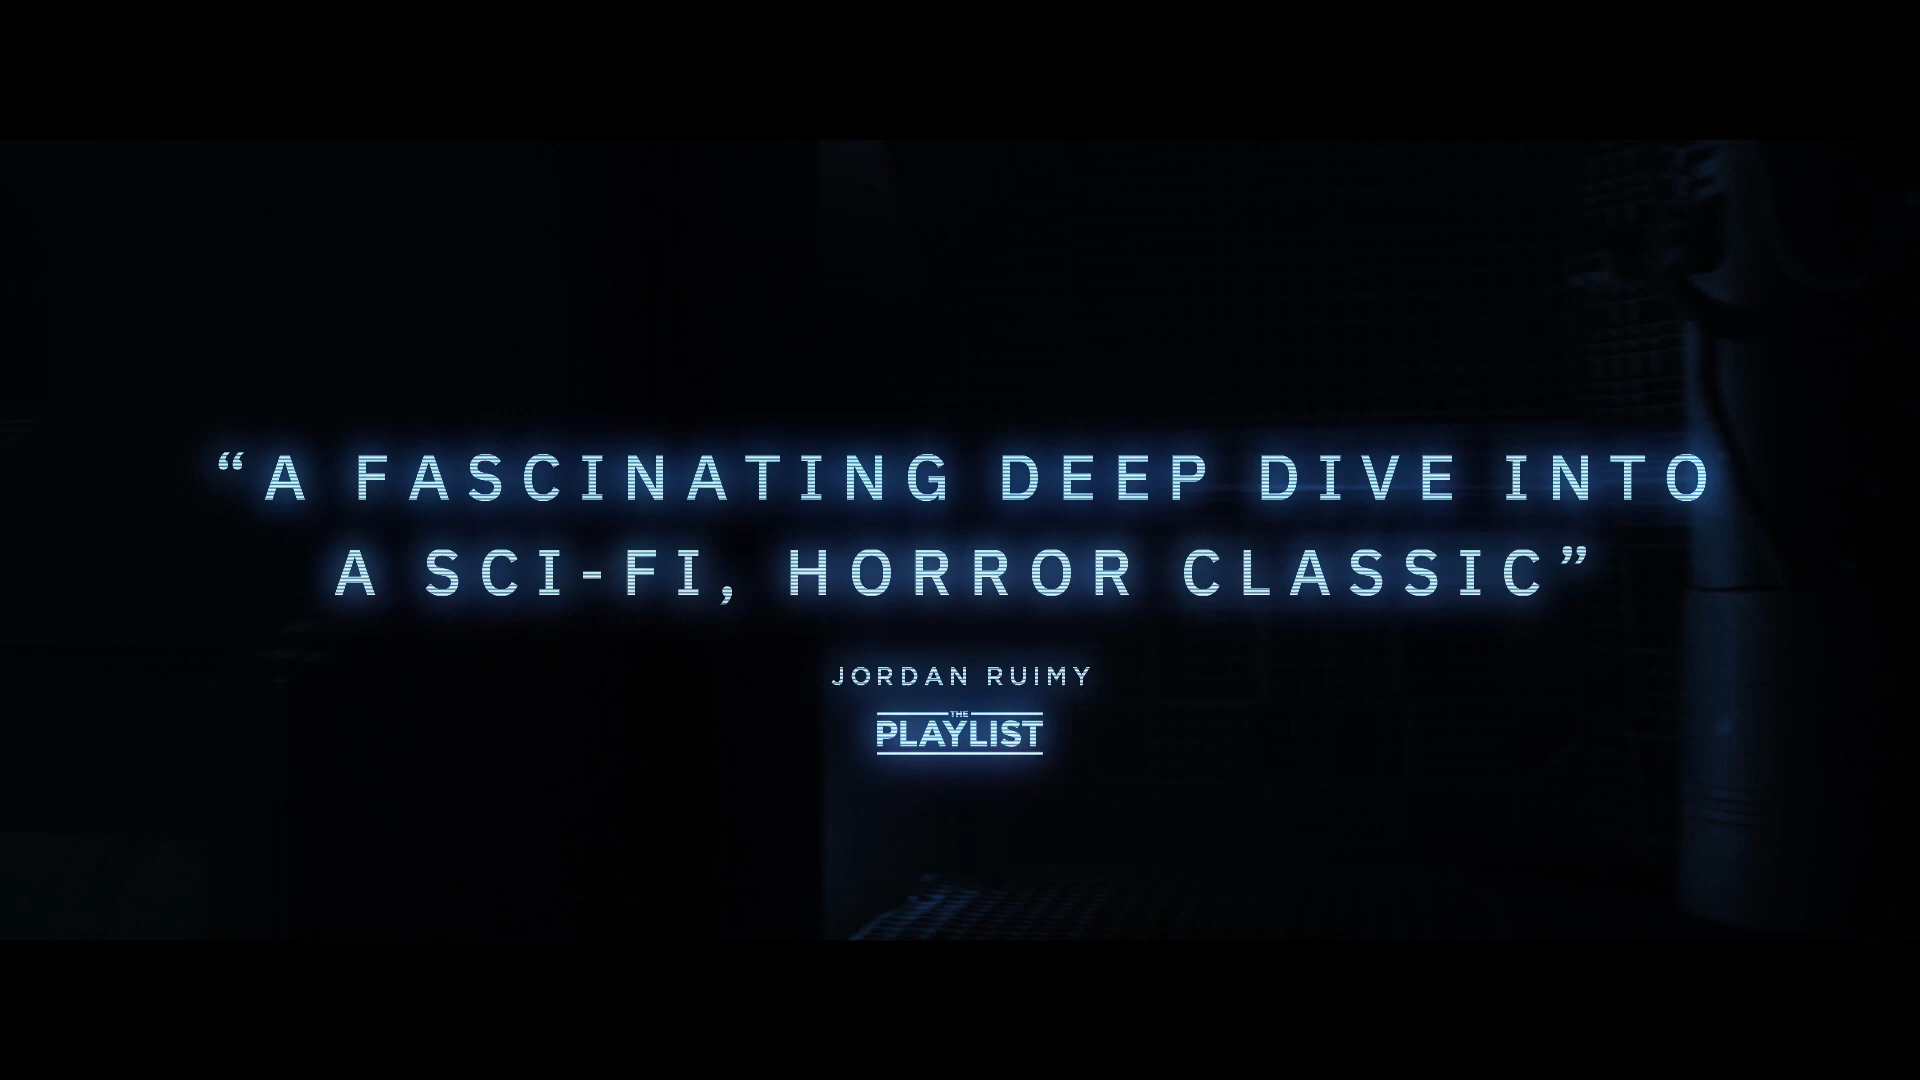 “A FASCINATING DEEP DIVE INTO
A SCI-FI, HORROR CLASSIC”
JORDAN RUIMY
THE
PLAYLIST